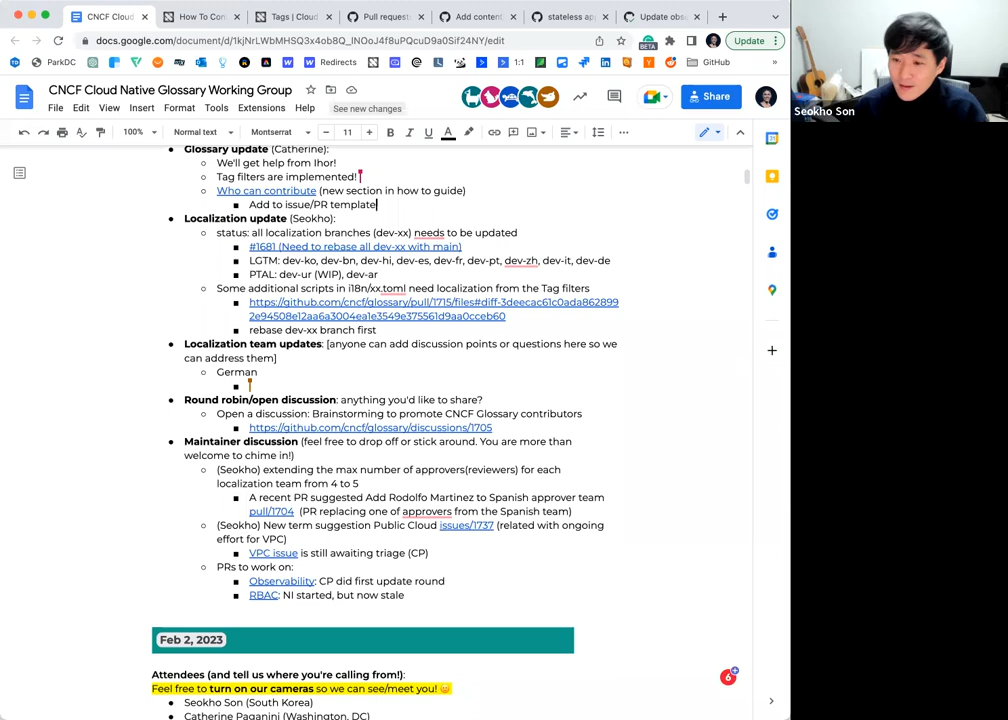 CNCF Cloud
How To Con
Tags | Cloud
Pull request
Add content
stateless ap
Update obs
docs.google.com/document/d/1kjNrLWbMHSQ3x4ob8Q_lNOoJ4f8uPQcuD9a0Sif24NY/edit
BETA
Update
ParkDC
Redirects
1:1
GitHub
CNCF Cloud Native Glossary Working Group
File Edit View Insert Format Tools Extensions Help
See new changes
Share
100% Normal text Montserrat 11
Glossary update (Catherine):
We'll get help from Ihor!
Tag filters are implemented!
Who can contribute (new section in how to guide)
Add to issue/PR template
Localization update (Seokho):
status: all localization branches (dev-xx) needs to be updated
#1681 (Need to rebase all dev-xx with main)
LGTM: dev-ko, dev-bn, dev-hi, dev-es, dev-fr, dev-pt, dev-zh, dev-it, dev-de
PTAL: dev-ur (WIP), dev-ar
Some additional scripts in i18n/xx.toml need localization from the Tag filters
https://github.com/cncf/glossary/pull/1715/files#diff-3deecac61c0ada862899
2e94508e12aa6a3004ea1e3549e375561d9aa0cceb60
rebase dev-xx branch first
Localization team updates: [anyone can add discussion points or questions here so we
can address them]
German
Round robin/open discussion: anything you'd like to share?
Open a discussion: Brainstorming to promote CNCF Glossary contributors
https://github.com/cncf/glossary/discussions/1705
Maintainer discussion (feel free to drop off or stick around. You are more than
welcome to chime in!)
(Seokho) extending the max number of approvers(reviewers) for each
localization team from 4 to 5
A recent PR suggested Add Rodolfo Martinez to Spanish approver team
pull/1704 (PR replacing one of approvers from the Spanish team)
(Seokho) New term suggestion Public Cloud issues/1737 (related with ongoing
effort for VPC)
VPC issue is still awaiting triage (CP)
PRs to work on:
Observability: CP did first update round
RBAC: NI started, but now stale
Feb 2, 2023
Attendees (and tell us where you're calling from!):
Feel free to turn on our cameras so we can see/meet you! 😀
Seokho Son (South Korea)
Catherine Paganini (Washington, DC)
6
Seokho Son